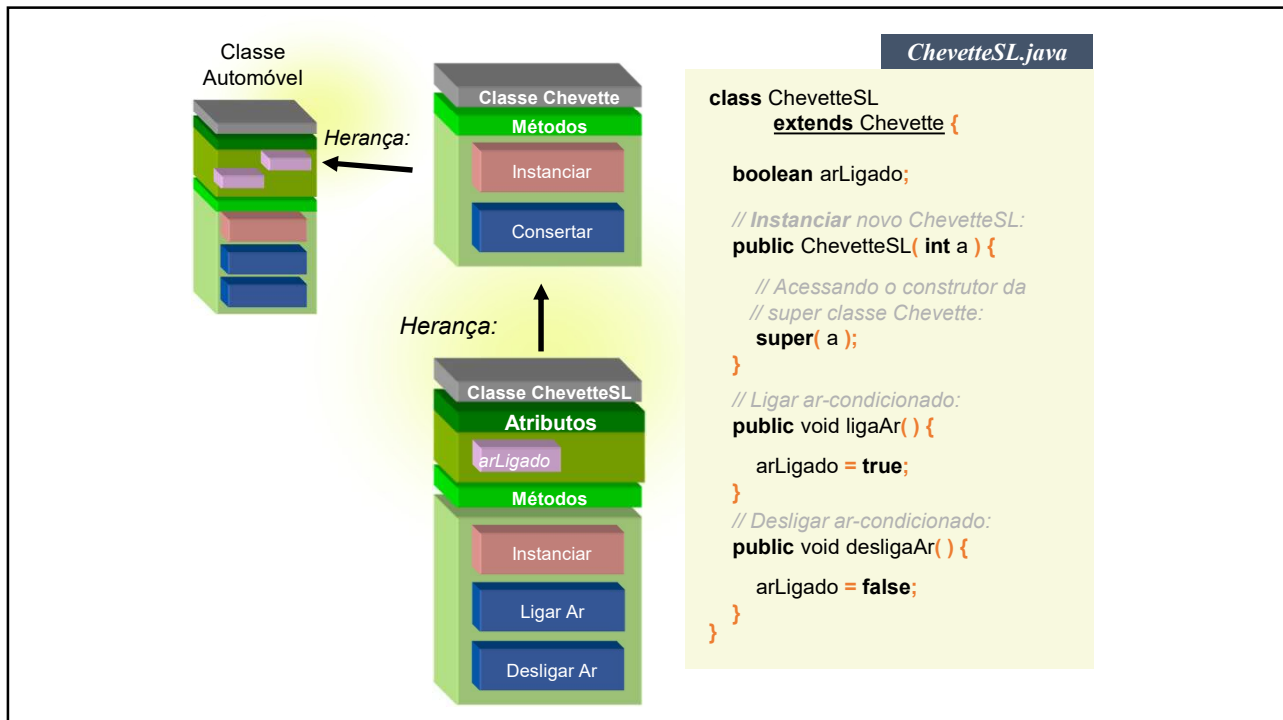 Classe
Automóvel
Herança:
Classe Chevette
Métodos
Instanciar
Consertar
Herança:
Classe ChevetteSL
Atributos
arLigado
Métodos
Instanciar
Ligar Ar
Desligar Ar
ChevetteSL.java
class ChevetteSL
extends Chevette {
boolean arLigado;
// Instanciar novo ChevetteSL:
public ChevetteSL( int a ) {
// Acessando o construtor da
// super classe Chevette:
super( a );
}
// Ligar ar-condicionado:
public void ligaAr( ) {
arLigado = true;
}
// Desligar ar-condicionado:
public void desligaAr( ) {
arLigado = false;
}
}